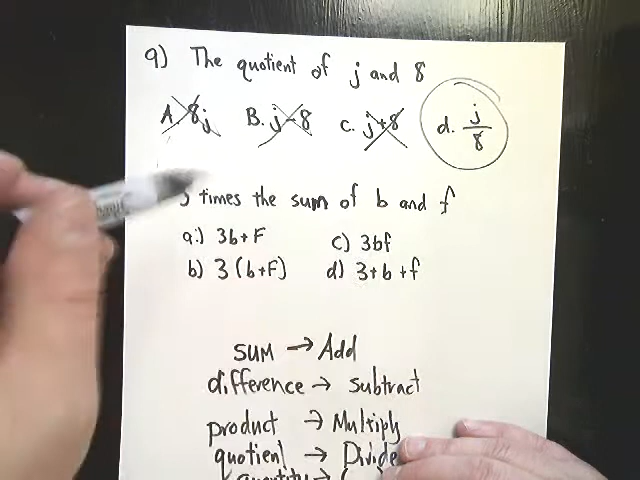 9) The quotient of j and 8
A. 8j B. j-8 C. j+8 d. j/8
times the sum of b and f
a.) 3b+F c) 3bf
b) 3(b+F) d) 3+b+f
SUM → Add
difference → subtract
product → Multiply
quotient → Divide